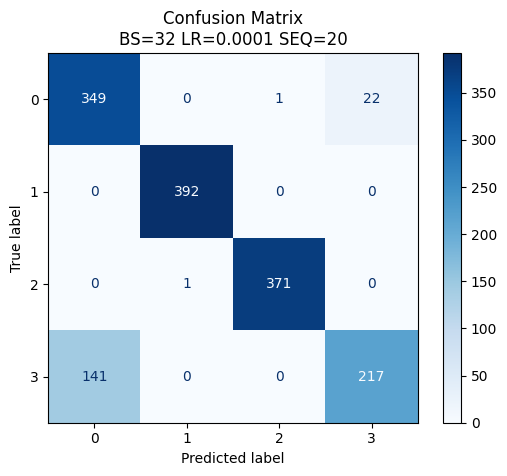 Confusion Matrix
BS=32 LR=0.0001 SEQ=20
0 349 0 1 22
1 0 392 0 0
2 0 1 371 0
3 141 0 0 217
0 1 2 3
Predicted label
True label
350
300
250
200
150
100
50
0